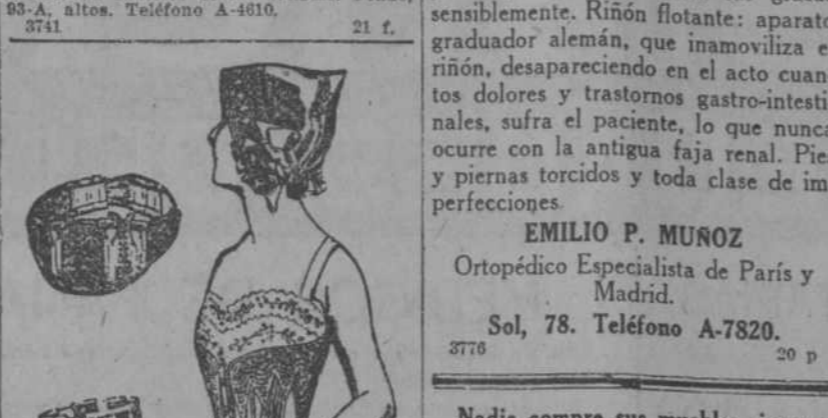 93-A, altos. Teléfono A-4610.
3741 21 f.
sensiblemente. Riñón flotante: aparato
graduador alemán, que inamoviliza e
riñón, desapareciendo en el acto cuan
tos dolores y trastornos gastro-intesti
nales, sufra el paciente, lo que nunca
ocurre con la antigua faja renal. Pie
y piernas torcidos y toda clase de im
perfecciones
EMILIO P. MUÑOZ
Ortopédico Especialista de París y
Madrid.
Sol, 78. Teléfono A-7820.
3776 20 p